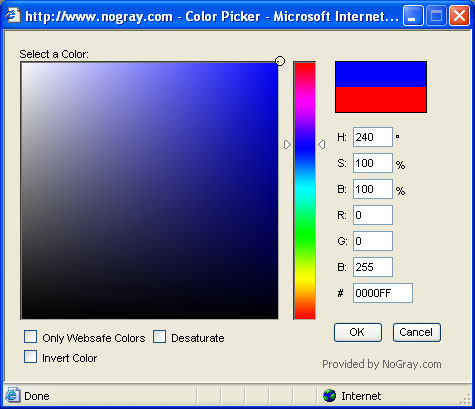 http://www.nogray.com - Color Picker - Microsoft Internet...
Select a Color:
H: 240 °
S: 100 %
B: 100 %
R: 0
G: 0
B: 255
# 0000FF
Only Websafe Colors Desaturate
Invert Color
OK Cancel
Provided by NoGray.com
Done Internet